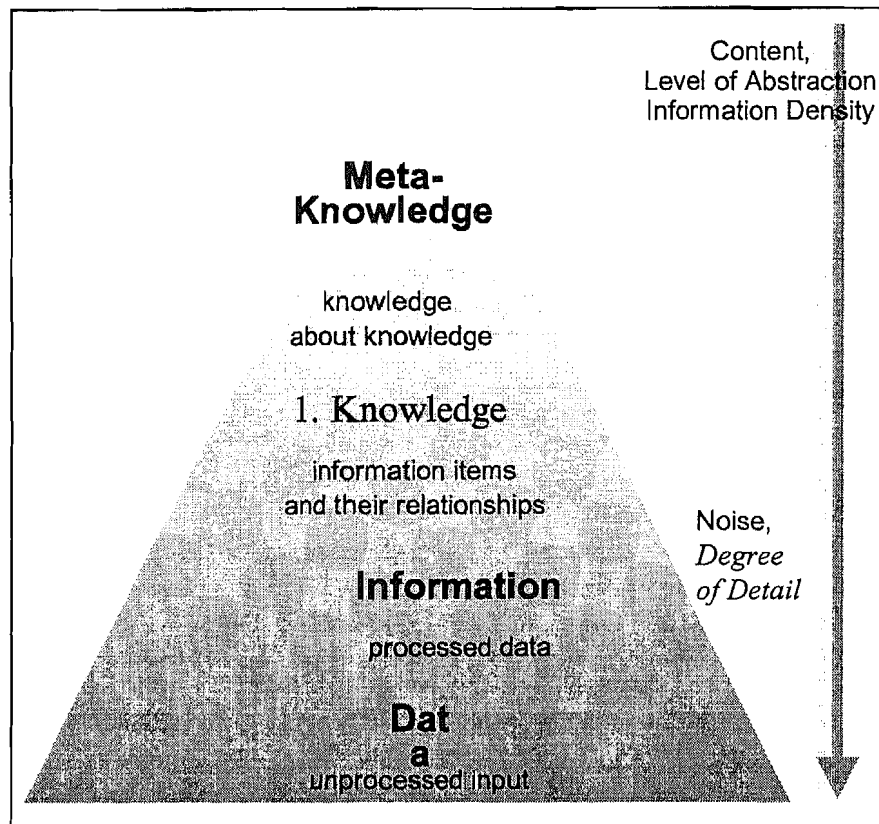 Content,
Level of Abstraction
Information Density
Meta-
Knowledge
knowledge
about knowledge
1. Knowledge
information items
and their relationships
Noise,
Degree
of Detail
Information
processed data
Dat
a
unprocessed input